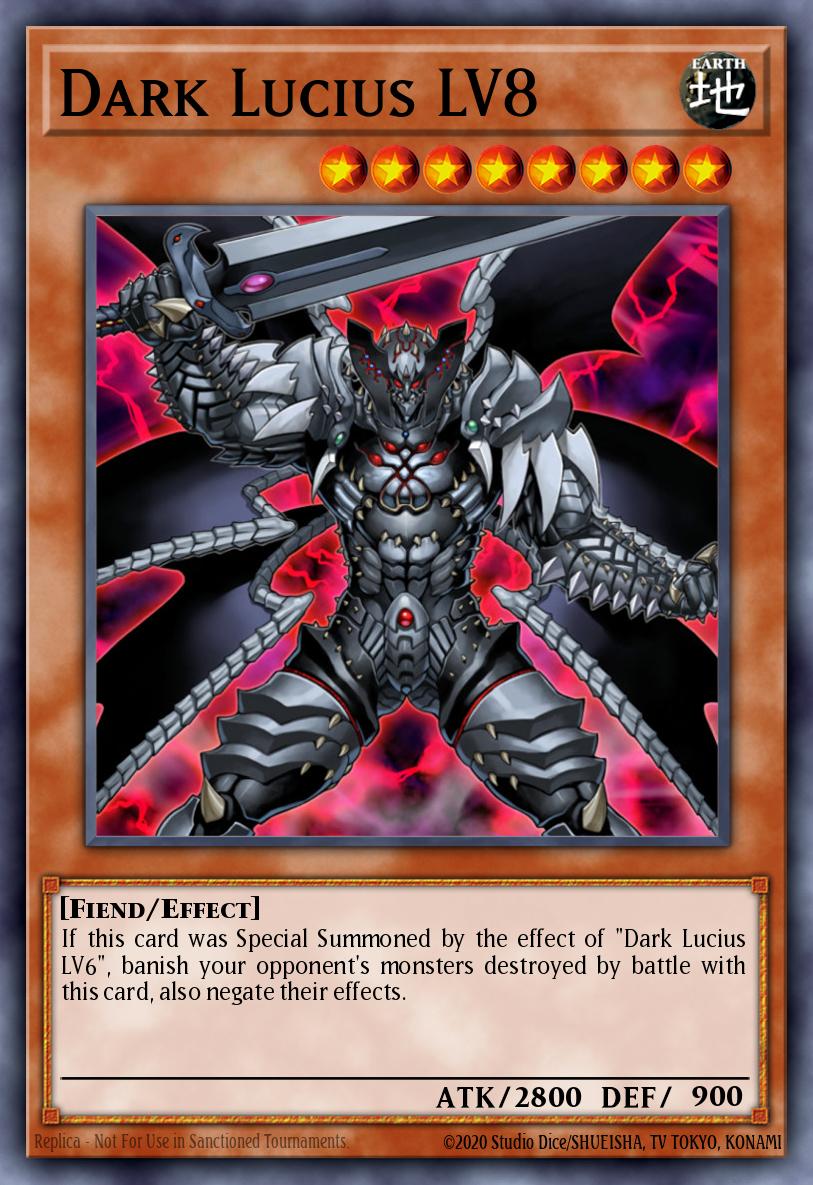 Dark Lucius LV8
EARTH
地
[Fiend/Effect]
If this card was Special Summoned by the effect of "Dark Lucius
LV6", banish your opponent's monsters destroyed by battle with
this card, also negate their effects.
ATK/2800 DEF/ 900
Replica - Not For Use in Sanctioned Tournaments.
©2020 Studio Dice/SHUEISHA, TV TOKYO, KONAMI